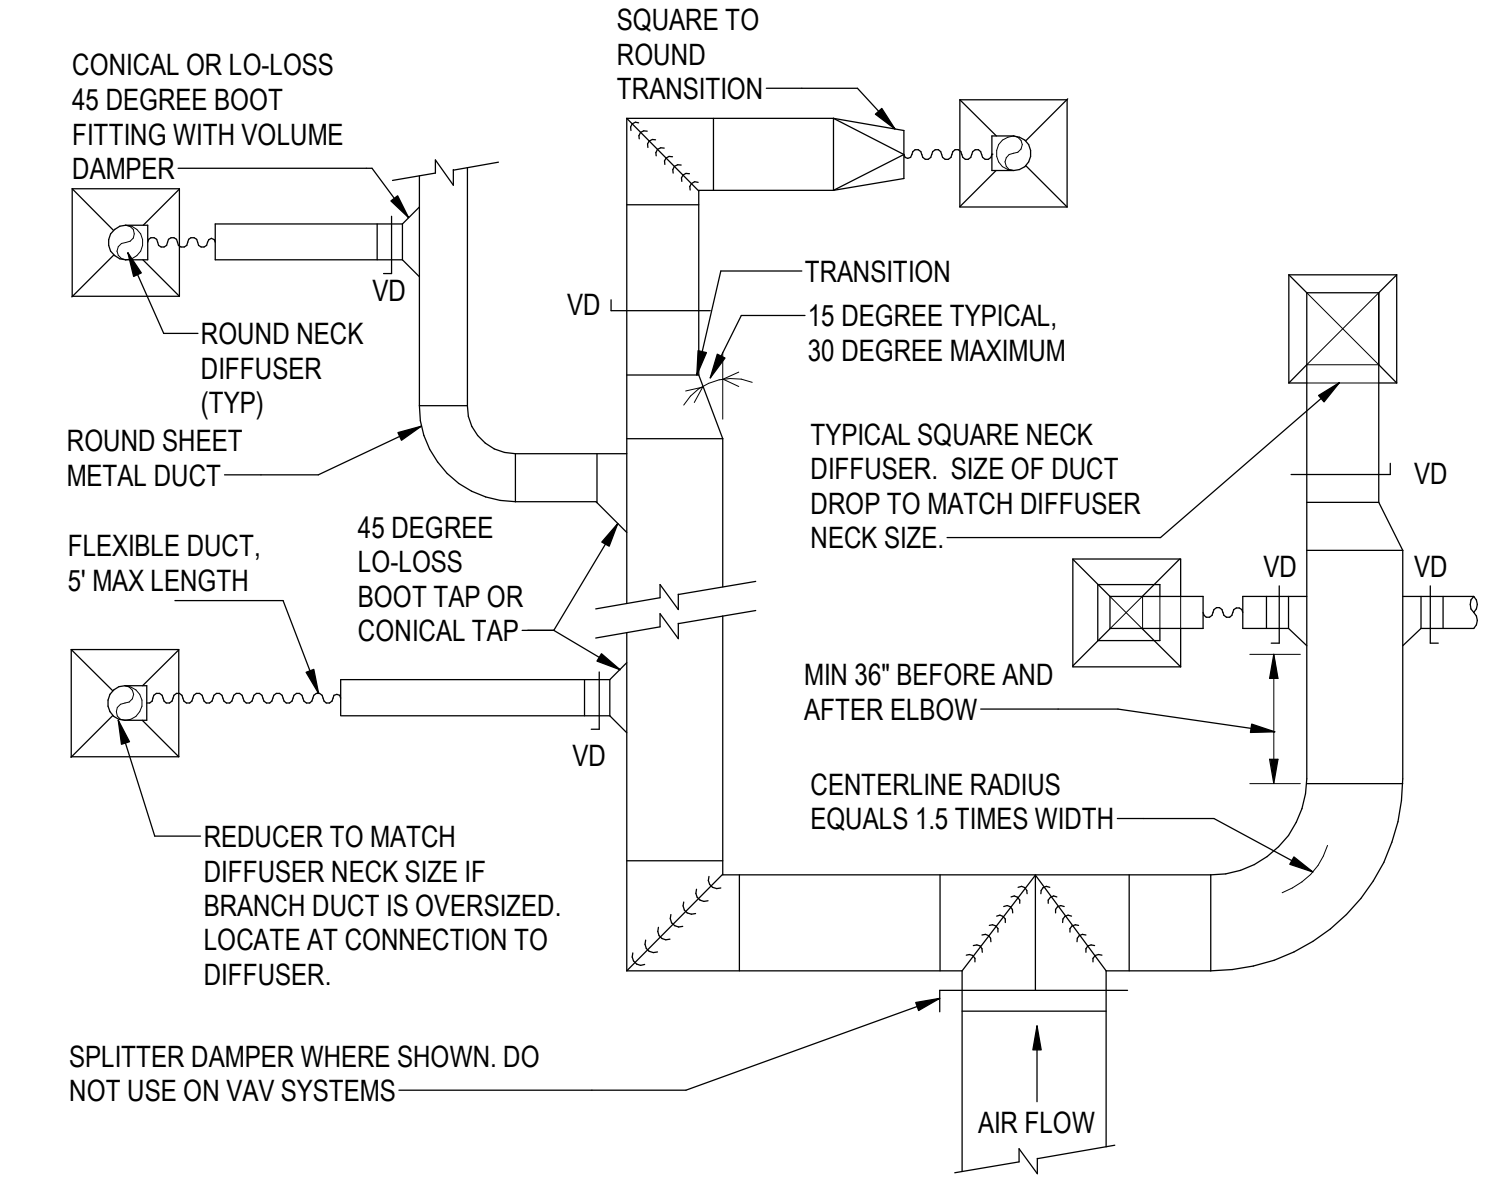 SQUARE TO
ROUND
TRANSITION
CONICAL OR LO-LOSS
45 DEGREE BOOT
FITTING WITH VOLUME
DAMPER
VD
ROUND NECK
DIFFUSER
(TYP)
VD
TRANSITION
15 DEGREE TYPICAL,
30 DEGREE MAXIMUM
ROUND SHEET
METAL DUCT
TYPICAL SQUARE NECK
DIFFUSER.  SIZE OF DUCT
DROP TO MATCH DIFFUSER
NECK SIZE.
VD
FLEXIBLE DUCT,
5' MAX LENGTH
45 DEGREE
LO-LOSS
BOOT TAP OR
CONICAL TAP
VD
VD
VD
MIN 36" BEFORE AND
AFTER ELBOW
CENTERLINE RADIUS
EQUALS 1.5 TIMES WIDTH
REDUCER TO MATCH
DIFFUSER NECK SIZE IF
BRANCH DUCT IS OVERSIZED.
LOCATE AT CONNECTION TO
DIFFUSER.
SPLITTER DAMPER WHERE SHOWN. DO
NOT USE ON VAV SYSTEMS
AIR FLOW